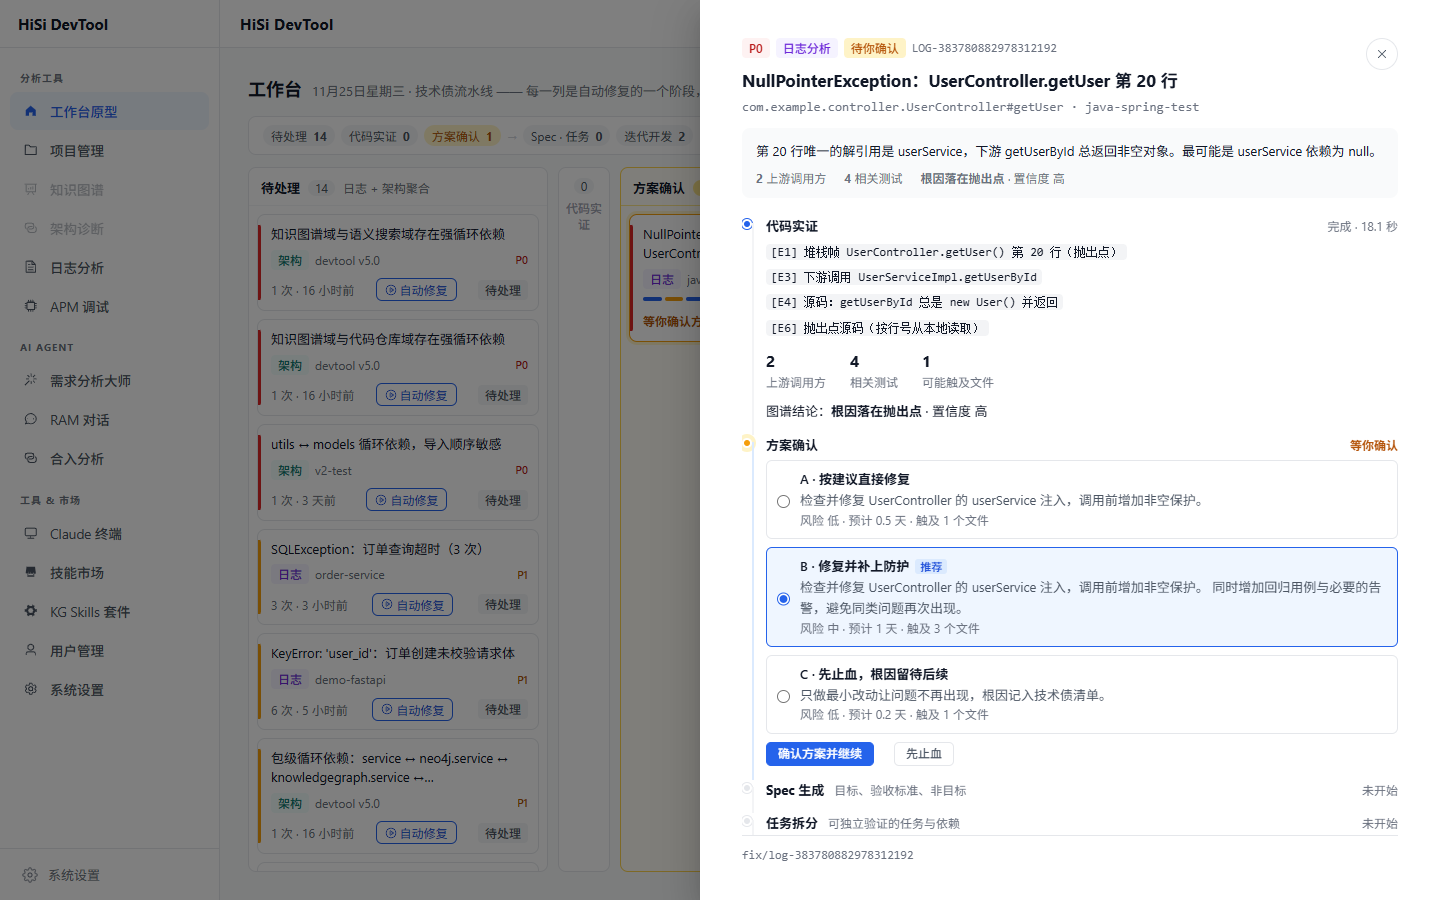 HiSi DevTool
分析工具
工作台原型
项目管理
知识图谱
架构诊断
日志分析
APM 调试
AI AGENT
需求分析大师
RAM 对话
合入分析
工具 & 市场
Claude 终端
技能市场
KG Skills 套件
用户管理
系统设置
系统设置
HiSi DevTool
工作台 11月25日星期三 · 技术债流水线 —— 每一列是自动修复的一个阶段，
待处理 14 代码实证 0 方案确认 1 → Spec · 任务 0 迭代开发 2
待处理 14 日志 + 架构聚合
知识图谱域与语义搜索域存在强循环依赖
架构 devtool v5.0 P0
1 次 · 16 小时前 自动修复 待处理
知识图谱域与代码仓库域存在强循环依赖
架构 devtool v5.0 P0
1 次 · 16 小时前 自动修复 待处理
utils ↔ models 循环依赖，导入顺序敏感
架构 v2-test P0
1 次 · 3 天前 自动修复 待处理
SQLException：订单查询超时（3 次）
日志 order-service P1
3 次 · 3 小时前 自动修复 待处理
KeyError: 'user_id'：订单创建未校验请求体
日志 demo-fastapi P1
6 次 · 5 小时前 自动修复 待处理
包级循环依赖：service ↔ neo4j.service ↔
knowledgegraph.service ↔...
架构 devtool v5.0 P1
1 次 · 16 小时前 自动修复 待处理
0
代码实
证
方案确认
NullPointer
UserContr
日志 jav
等你确认方
P0 日志分析 待你确认 LOG-383780882978312192
NullPointerException：UserController.getUser 第 20 行
com.example.controller.UserController#getUser · java-spring-test
第 20 行唯一的解引用是 userService，下游 getUserById 总返回非空对象。最可能是 userService 依赖为 null。
2 上游调用方 4 相关测试 根因落在抛出点 · 置信度 高
代码实证 完成 · 18.1 秒
[E1] 堆栈帧 UserController.getUser() 第 20 行（抛出点）
[E3] 下游调用 UserServiceImpl.getUserById
[E4] 源码：getUserById 总是 new User() 并返回
[E6] 抛出点源码（按行号从本地读取）
2 4 1
上游调用方 相关测试 可能触及文件
图谱结论：根因落在抛出点 · 置信度 高
方案确认 等你确认
A · 按建议直接修复
检查并修复 UserController 的 userService 注入，调用前增加非空保护。
风险 低 · 预计 0.5 天 · 触及 1 个文件
B · 修复并补上防护 推荐
检查并修复 UserController 的 userService 注入，调用前增加非空保护。 同时增加回归用例与必要的告
警，避免同类问题再次出现。
风险 中 · 预计 1 天 · 触及 3 个文件
C · 先止血，根因留待后续
只做最小改动让问题不再出现，根因记入技术债清单。
风险 低 · 预计 0.2 天 · 触及 1 个文件
确认方案并继续 先止血
Spec 生成 目标、验收标准、非目标 未开始
任务拆分 可独立验证的任务与依赖 未开始
fix/log-383780882978312192